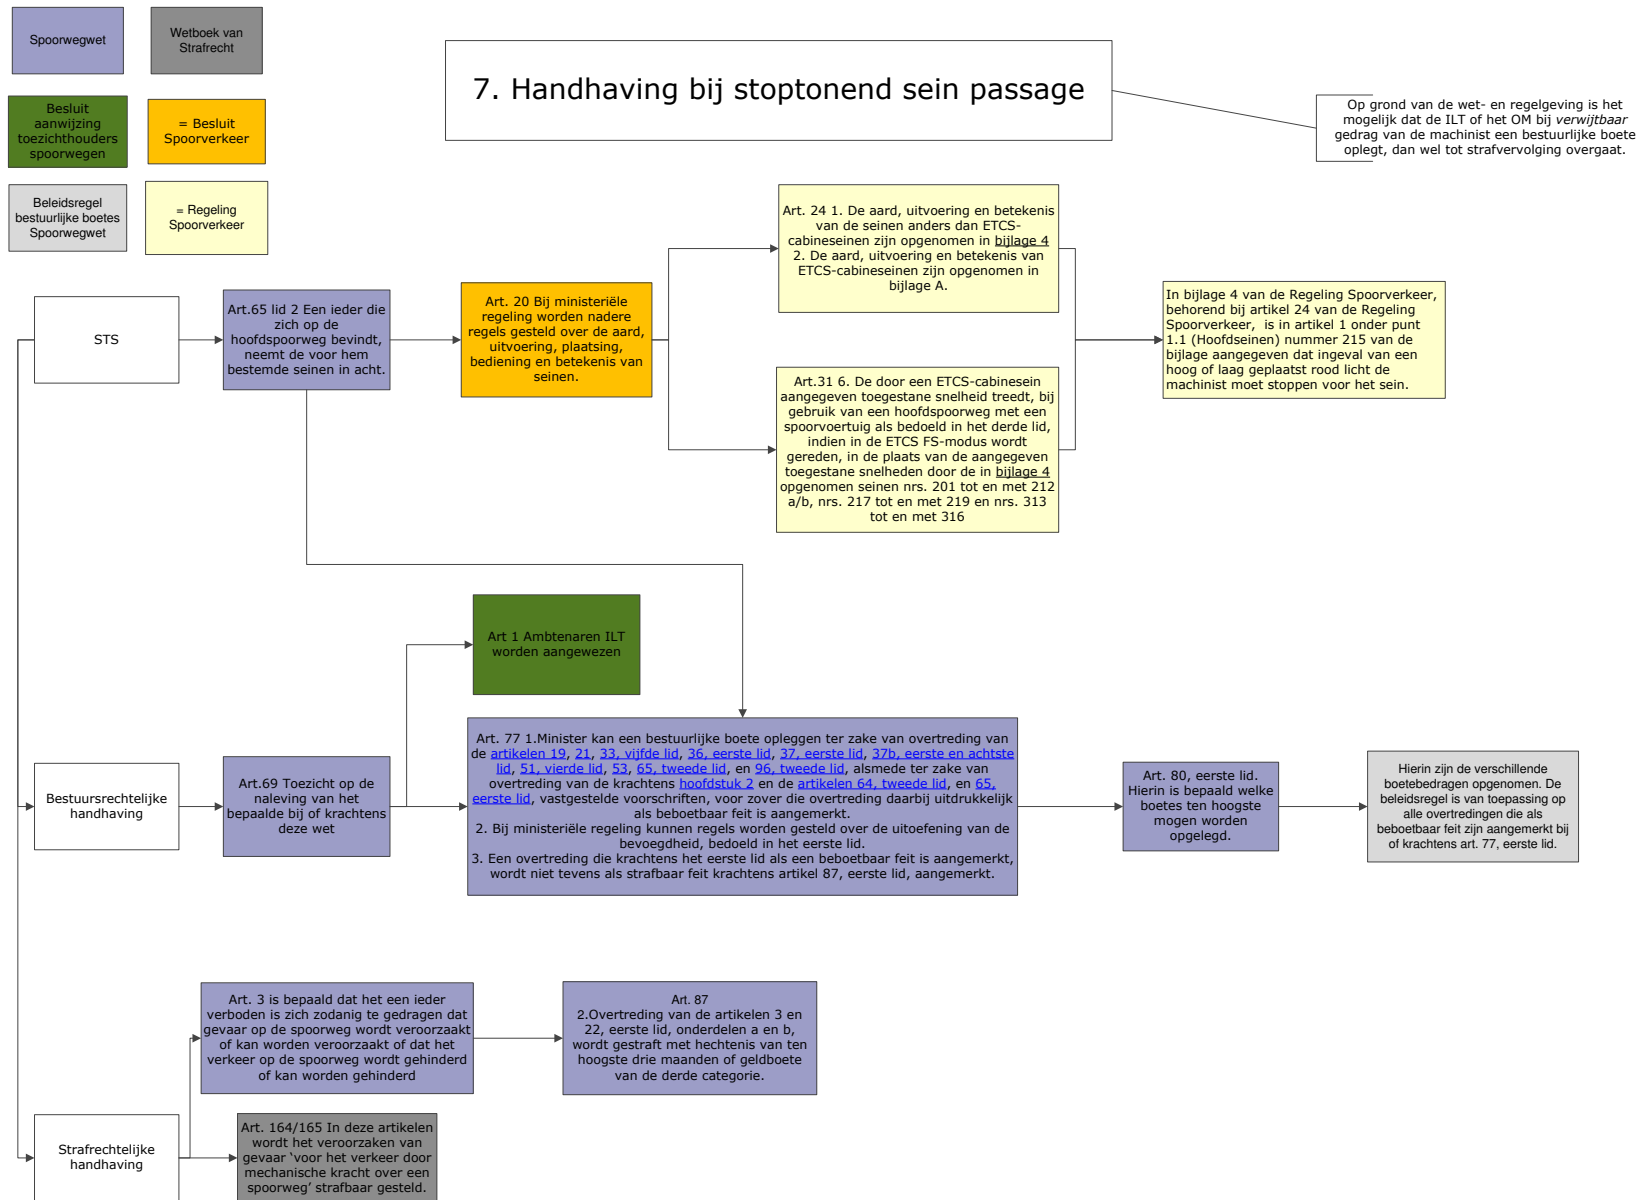 Spoorwegwet
Wetboek van
Strafrecht
Besluit
aanwijzing
toezichthouders
spoorwegen
= Besluit
Spoorverkeer
Beleidsregel
bestuurlijke boetes
Spoorwegwet
= Regeling
Spoorverkeer
7. Handhaving bij stoptonend sein passage
Op grond van de wet- en regelgeving is het
mogelijk dat de ILT of het OM bij verwijtbaar
gedrag van de machinist een bestuurlijke boete
oplegt, dan wel tot strafvervolging overgaat.
STS
Art.65 lid 2 Een ieder die
zich op de
hoofdspoorweg bevindt,
neemt de voor hem
bestemde seinen in acht.
Art. 20 Bij ministeriële
regeling worden nadere
regels gesteld over de aard,
uitvoering, plaatsing,
bediening en betekenis van
seinen.
Art. 24 1. De aard, uitvoering en betekenis
van de seinen anders dan ETCS-
cabineseinen zijn opgenomen in bijlage 4
2. De aard, uitvoering en betekenis van
ETCS-cabineseinen zijn opgenomen in
bijlage A.
Art.31 6. De door een ETCS-cabinesein
aangegeven toegestane snelheid treedt, bij
gebruik van een hoofdspoorweg met een
spoorvoertuig als bedoeld in het derde lid,
indien in de ETCS FS-modus wordt
gereden, in de plaats van de aangegeven
toegestane snelheden door de in bijlage 4
opgenomen seinen nrs. 201 tot en met 212
a/b, nrs. 217 tot en met 219 en nrs. 313
tot en met 316
In bijlage 4 van de Regeling Spoorverkeer,
behorend bij artikel 24 van de Regeling
Spoorverkeer, is in artikel 1 onder punt
1.1 (Hoofdseinen) nummer 215 van de
bijlage aangegeven dat ingeval van een
hoog of laag geplaatst rood licht de
machinist moet stoppen voor het sein.
Art 1 Ambtenaren ILT
worden aangewezen
Bestuursrechtelijke
handhaving
Art.69 Toezicht op de
naleving van het
bepaalde bij of krachtens
deze wet
Art. 77 1.Minister kan een bestuurlijke boete opleggen ter zake van overtreding van
de artikelen 19, 21, 33, vijfde lid, 36, eerste lid, 37, eerste lid, 37b, eerste en achtste
lid, 51, vierde lid, 53, 65, tweede lid, en 96, tweede lid, alsmede ter zake van
overtreding van de krachtens hoofdstuk 2 en de artikelen 64, tweede lid, en 65,
eerste lid, vastgestelde voorschriften, voor zover die overtreding daarbij uitdrukkelijk
als beboetbaar feit is aangemerkt.
2. Bij ministeriële regeling kunnen regels worden gesteld over de uitoefening van de
bevoegdheid, bedoeld in het eerste lid.
3. Een overtreding die krachtens het eerste lid als een beboetbaar feit is aangemerkt,
wordt niet tevens als strafbaar feit krachtens artikel 87, eerste lid, aangemerkt.
Art. 80, eerste lid.
Hierin is bepaald welke
boetes ten hoogste
mogen worden
opgelegd.
Hierin zijn de verschillende
boetebedragen opgenomen. De
beleidsregel is van toepassing op
alle overtredingen die als
beboetbaar feit zijn aangemerkt bij
of krachtens art. 77, eerste lid.
Art. 3 is bepaald dat het een ieder
verboden is zich zodanig te gedragen dat
gevaar op de spoorweg wordt veroorzaakt
of kan worden veroorzaakt of dat het
verkeer op de spoorweg wordt gehinderd
of kan worden gehinderd
Art. 87
2.Overtreding van de artikelen 3 en
22, eerste lid, onderdelen a en b,
wordt gestraft met hechtenis van ten
hoogste drie maanden of geldboete
van de derde categorie.
Strafrechtelijke
handhaving
Art. 164/165 In deze artikelen
wordt het veroorzaken van
gevaar ‘voor het verkeer door
mechanische kracht over een
spoorweg’ strafbaar gesteld.